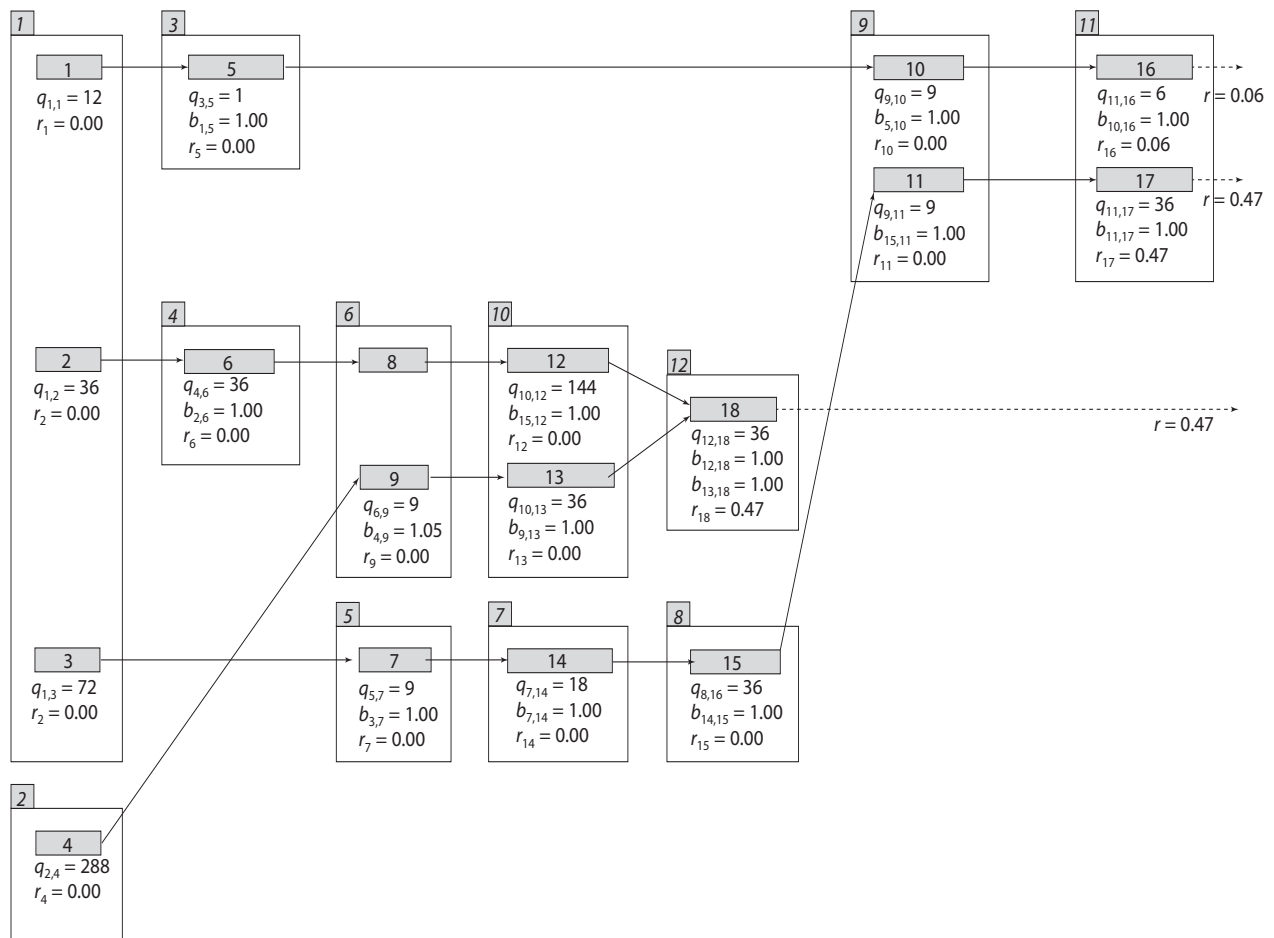 1
1
q1,1 = 12
r1 = 0.00
2
q1,2 = 36
r2 = 0.00
3
q1,3 = 72
r2 = 0.00
2
4
q2,4 = 288
r4 = 0.00
3
5
q3,5 = 1
b1,5 = 1.00
r5 = 0.00
4
6
q4,6 = 36
b2,6 = 1.00
r6 = 0.00
6
8
9
q6,9 = 9
b4,9 = 1.05
r9 = 0.00
5
7
q5,7 = 9
b3,7 = 1.00
r7 = 0.00
10
12
q10,12 = 144
b15,12 = 1.00
r12 = 0.00
13
q10,13 = 36
b9,13 = 1.00
r13 = 0.00
7
14
q7,14 = 18
b7,14 = 1.00
r14 = 0.00
12
18
q12,18 = 36
b12,18 = 1.00
b13,18 = 1.00
r18 = 0.47
r = 0.47
8
15
q8,16 = 36
b14,15 = 1.00
r15 = 0.00
9
10
q9,10 = 9
b5,10 = 1.00
r10 = 0.00
11
q9,11 = 9
b15,11 = 1.00
r11 = 0.00
11
16
q11,16 = 6
b10,16 = 1.00
r16 = 0.06
r = 0.06
17
q11,17 = 36
b11,17 = 1.00
r17 = 0.47
r = 0.47